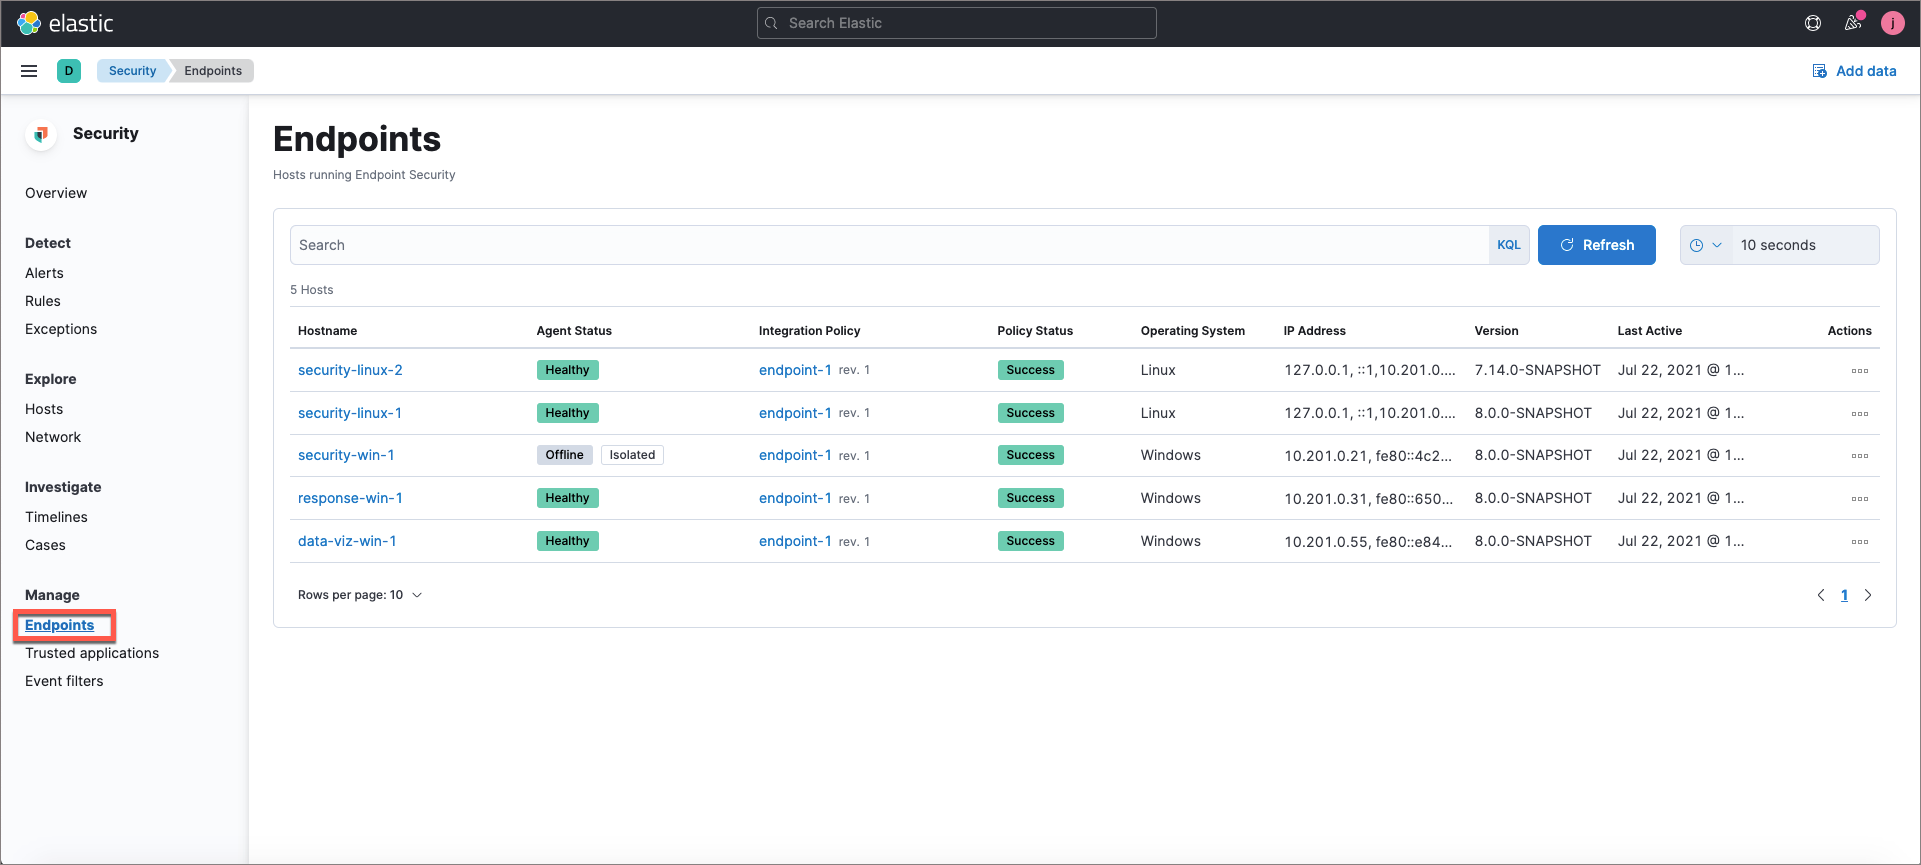 elastic
Search Elastic
j
D
Security
Endpoints
Add data
Security
Overview
Detect
Alerts
Rules
Exceptions
Explore
Hosts
Network
Investigate
Timelines
Cases
Manage
Endpoints
Trusted applications
Event filters
Endpoints
Hosts running Endpoint Security
Search KQL Refresh 10 seconds
5 Hosts
Hostname Agent Status Integration Policy Policy Status Operating System IP Address Version Last Active Actions
security-linux-2 Healthy endpoint-1 rev. 1 Success Linux 127.0.0.1, ::1,10.201.0.... 7.14.0-SNAPSHOT Jul 22, 2021 @ 1...
security-linux-1 Healthy endpoint-1 rev. 1 Success Linux 127.0.0.1, ::1,10.201.0.... 8.0.0-SNAPSHOT Jul 22, 2021 @ 1...
security-win-1 Offline Isolated endpoint-1 rev. 1 Success Windows 10.201.0.21, fe80::4c2... 8.0.0-SNAPSHOT Jul 22, 2021 @ 1...
response-win-1 Healthy endpoint-1 rev. 1 Success Windows 10.201.0.31, fe80::650... 8.0.0-SNAPSHOT Jul 22, 2021 @ 1...
data-viz-win-1 Healthy endpoint-1 rev. 1 Success Windows 10.201.0.55, fe80::e84... 8.0.0-SNAPSHOT Jul 22, 2021 @ 1...
Rows per page: 10
1